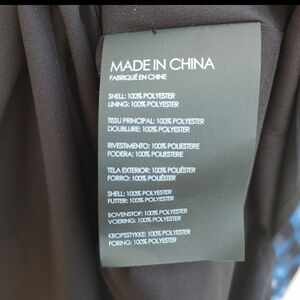 MADE IN CHINA
FABRIQUÉ EN CHINE
SHELL: 100% POLYESTER
LINING: 100% POLYESTER
TISSU PRINCIPAL: 100% POLYESTER
DOUBLURE: 100% POLYESTER
RIVESTIMENTO: 100% POLIESTERE
FODERA: 100% POLIESTERE
TELA EXTERIOR: 100% POLIÉSTER
FORRO: 100% POLIÉSTER
SHELL: 100% POLYESTER
FUTTER: 100% POLYESTER
BOVENSTOF: 100% POLYESTER
VOERING: 100% POLYESTER
KROPSSTYKKE: 100% POLYESTER
FORING: 100% POLYESTER